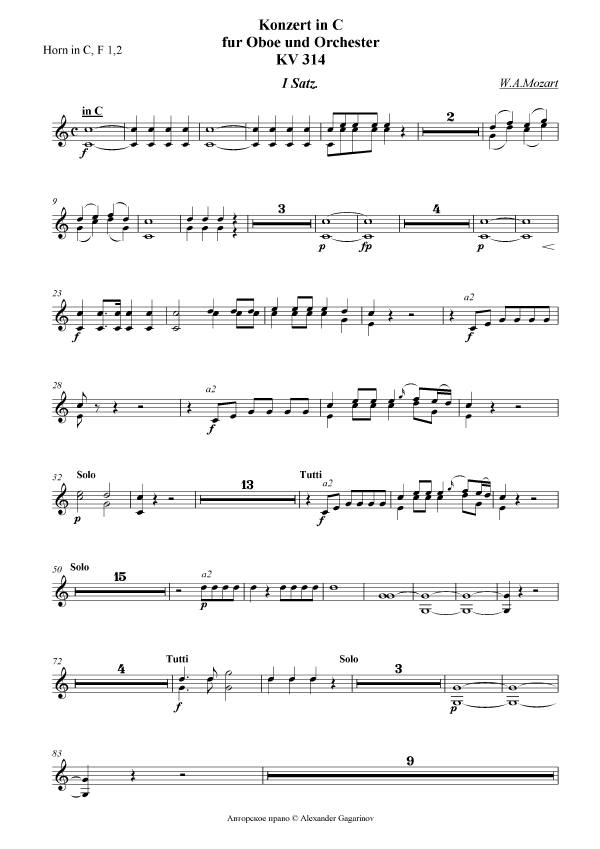 Konzert in C
fur Oboe und Orchester
KV 314
Horn in C, F 1,2
I Satz.
W.A.Mozart
in C
f
2
9
3
4
p
fp
p
23
a2
f
f
28
a2
f
32
Solo
13
Tutti
a2
p
f
50
Solo
15
a2
p
72
4
Tutti
Solo
3
f
p
83
9
Авторское право © Alexander Gagarinov